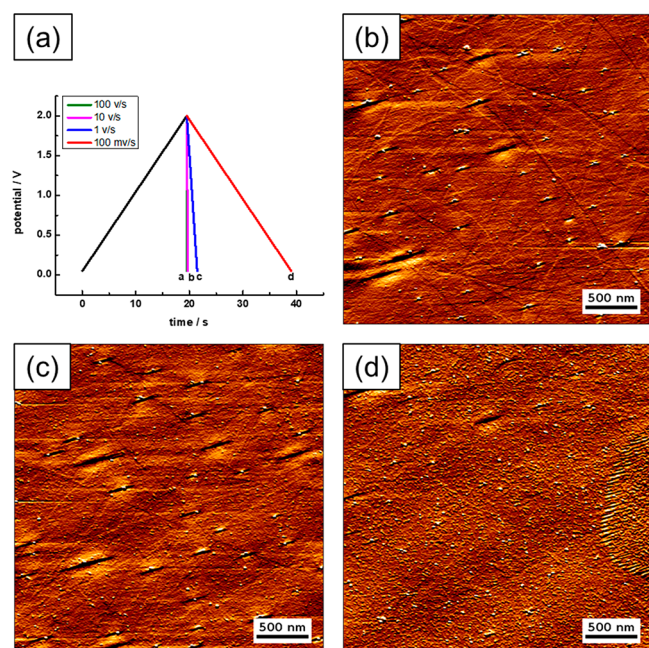 (a)
100 v/s
10 v/s
1 v/s
100 mv/s
2.0
1.5
1.0
0.5
0.0
potential / V
a b c d
0 10 20 30 40
time / s
(b)
500 nm
(c)
500 nm
(d)
500 nm